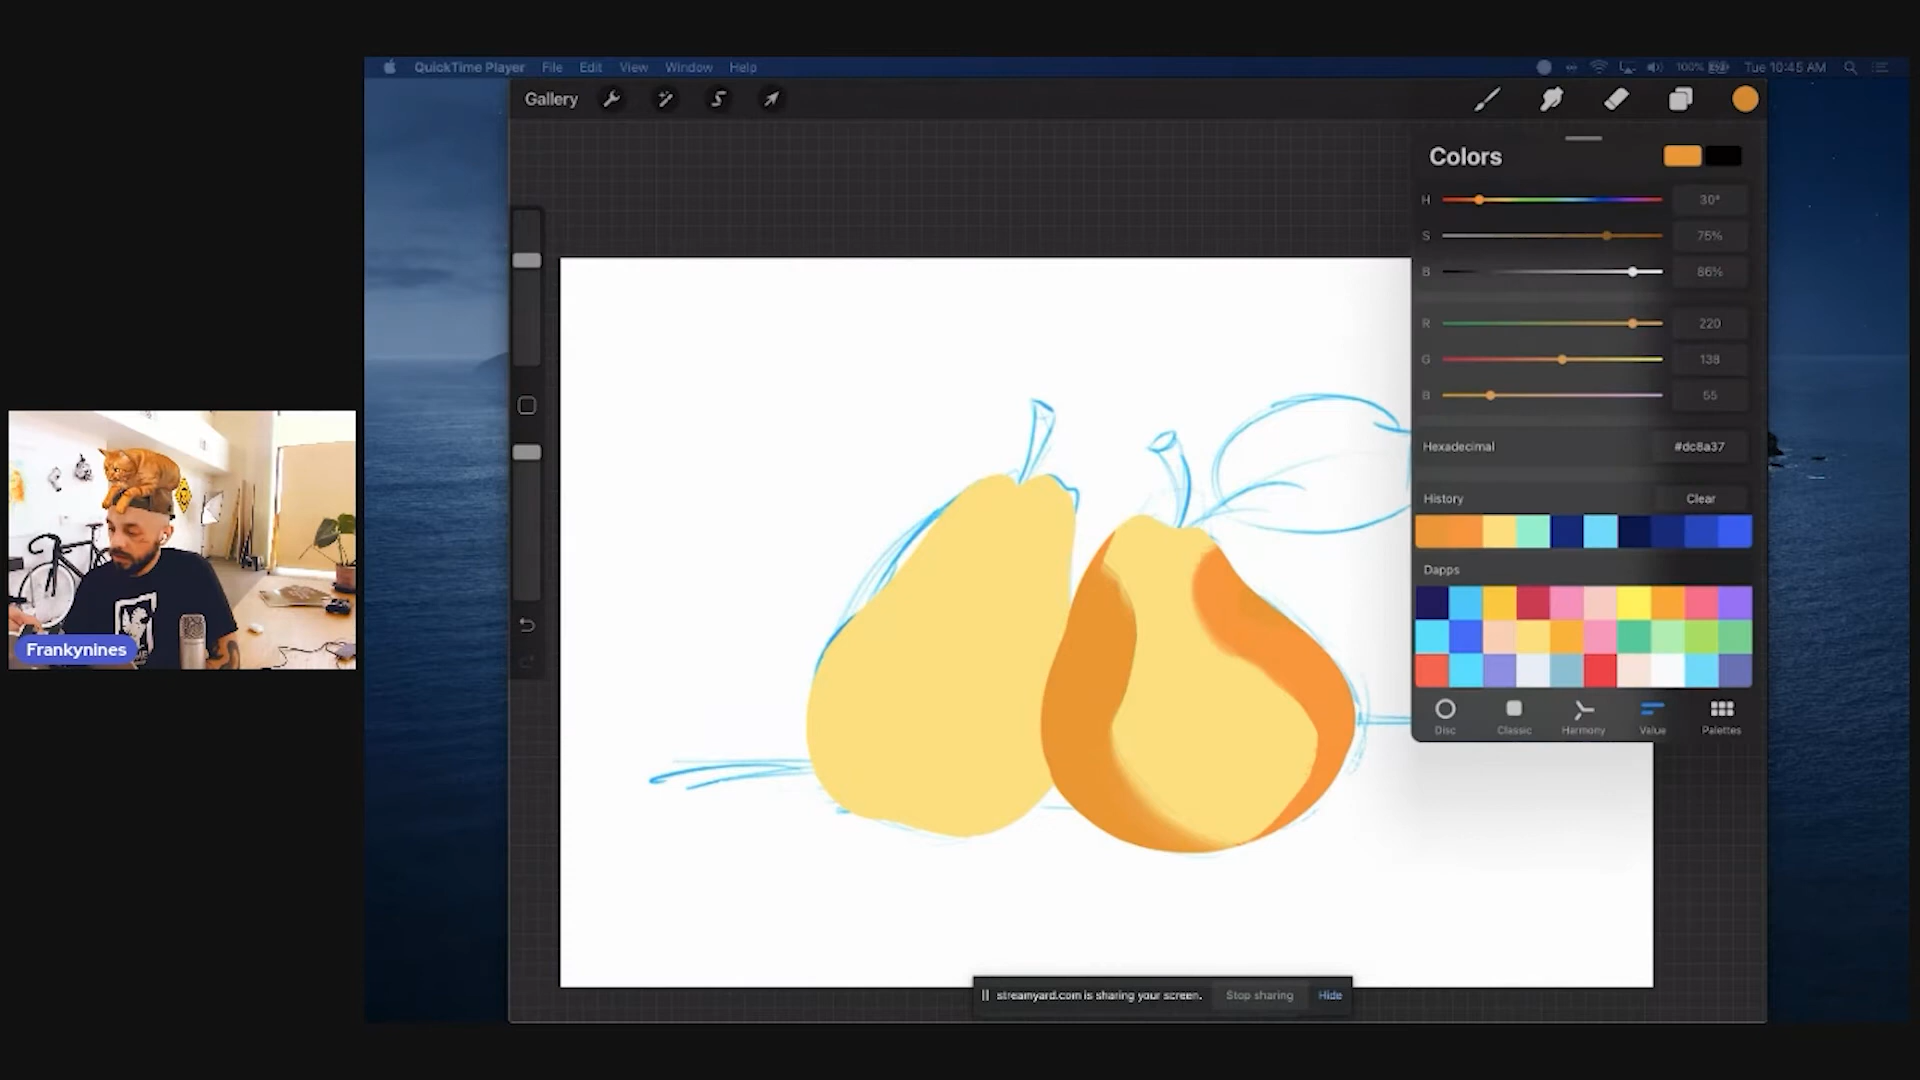 QuickTime Player File Edit View Window Help 100% Tue 10:45 AM
Gallery
Colors
H 30°
S 75%
B 86%
R 220
G 138
B 55
Hexadecimal #dc8a37
History Clear
Dapps
Disc Classic Harmony Value Palettes
Frankynines
streamyard.com is sharing your screen. Stop sharing Hide